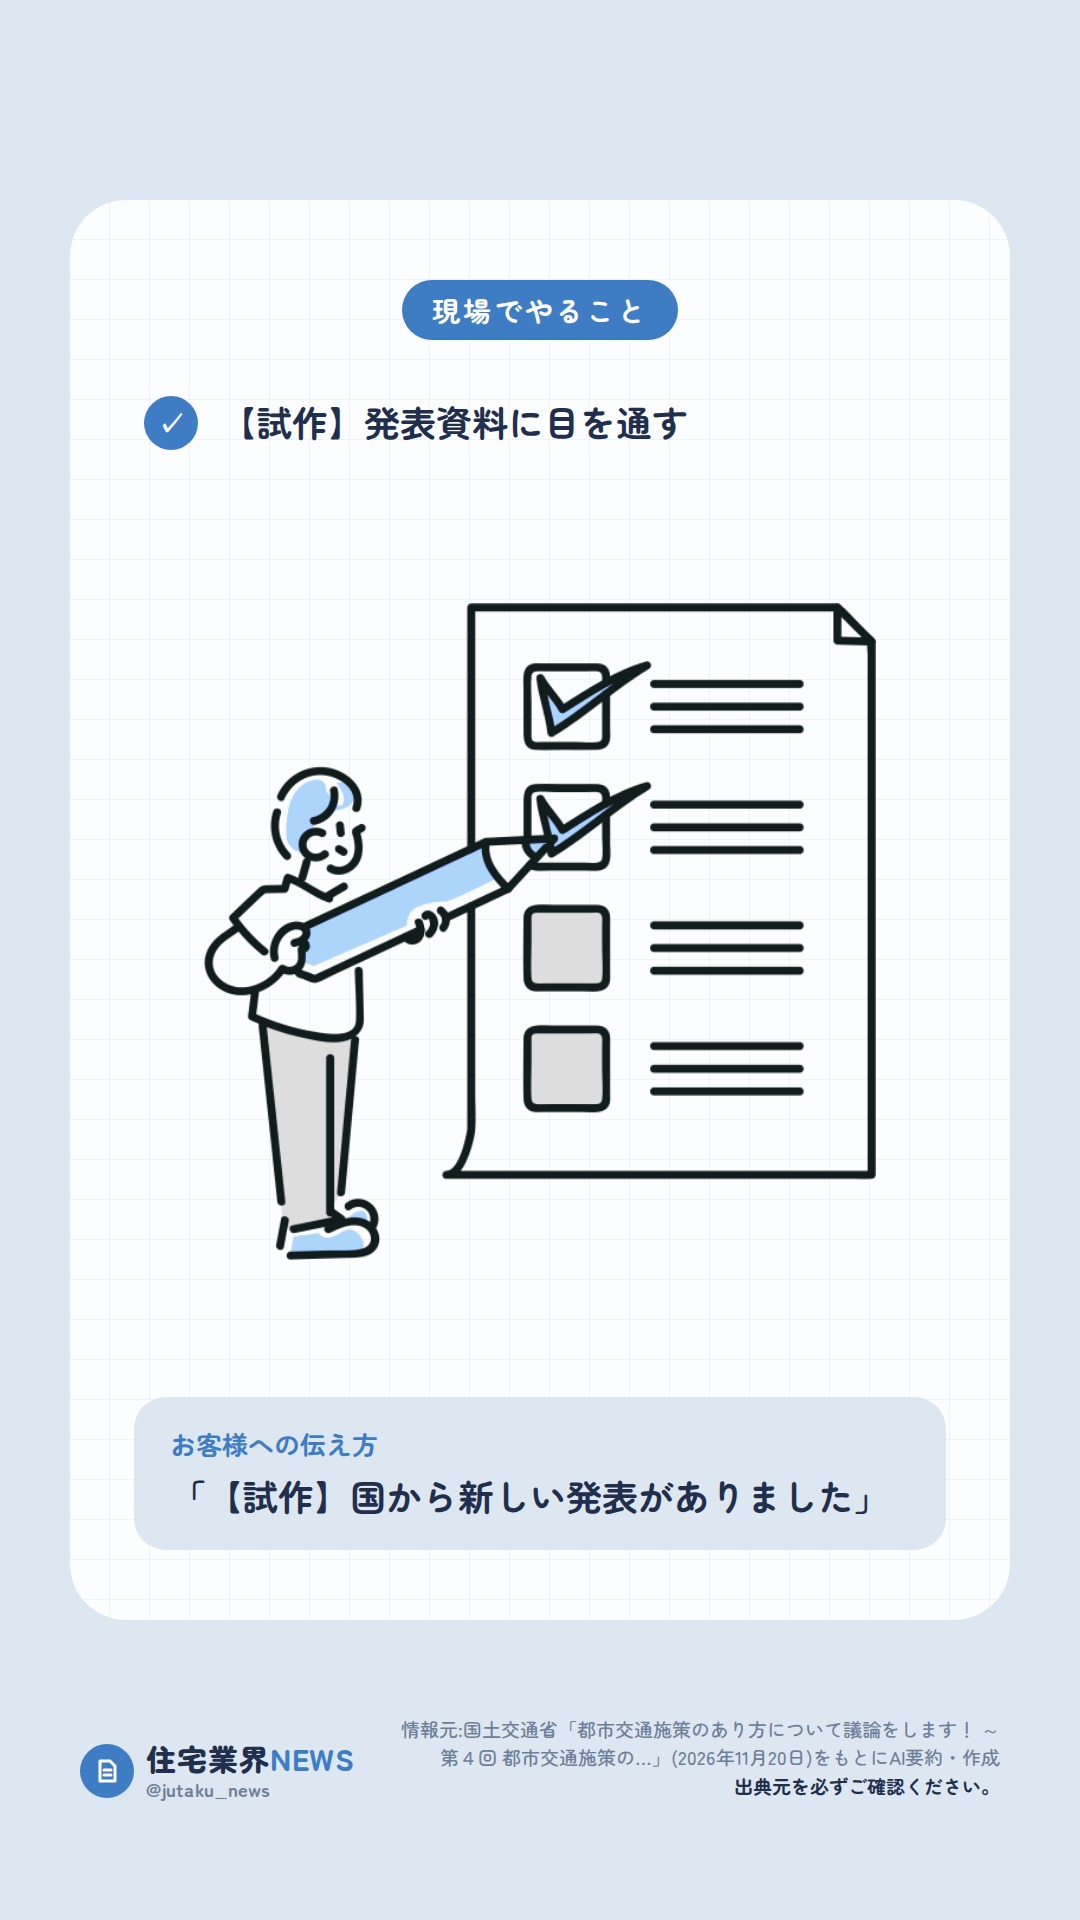 現場でやること
✓ 【試作】発表資料に目を通す
お客様への伝え方
「【試作】国から新しい発表がありました」
住宅業界NEWS
@jutaku_news
情報元:国土交通省「都市交通施策のあり方について議論をします！ ～
第４回 都市交通施策の…」(2026年11月20日)をもとにAI要約・作成
出典元を必ずご確認ください。